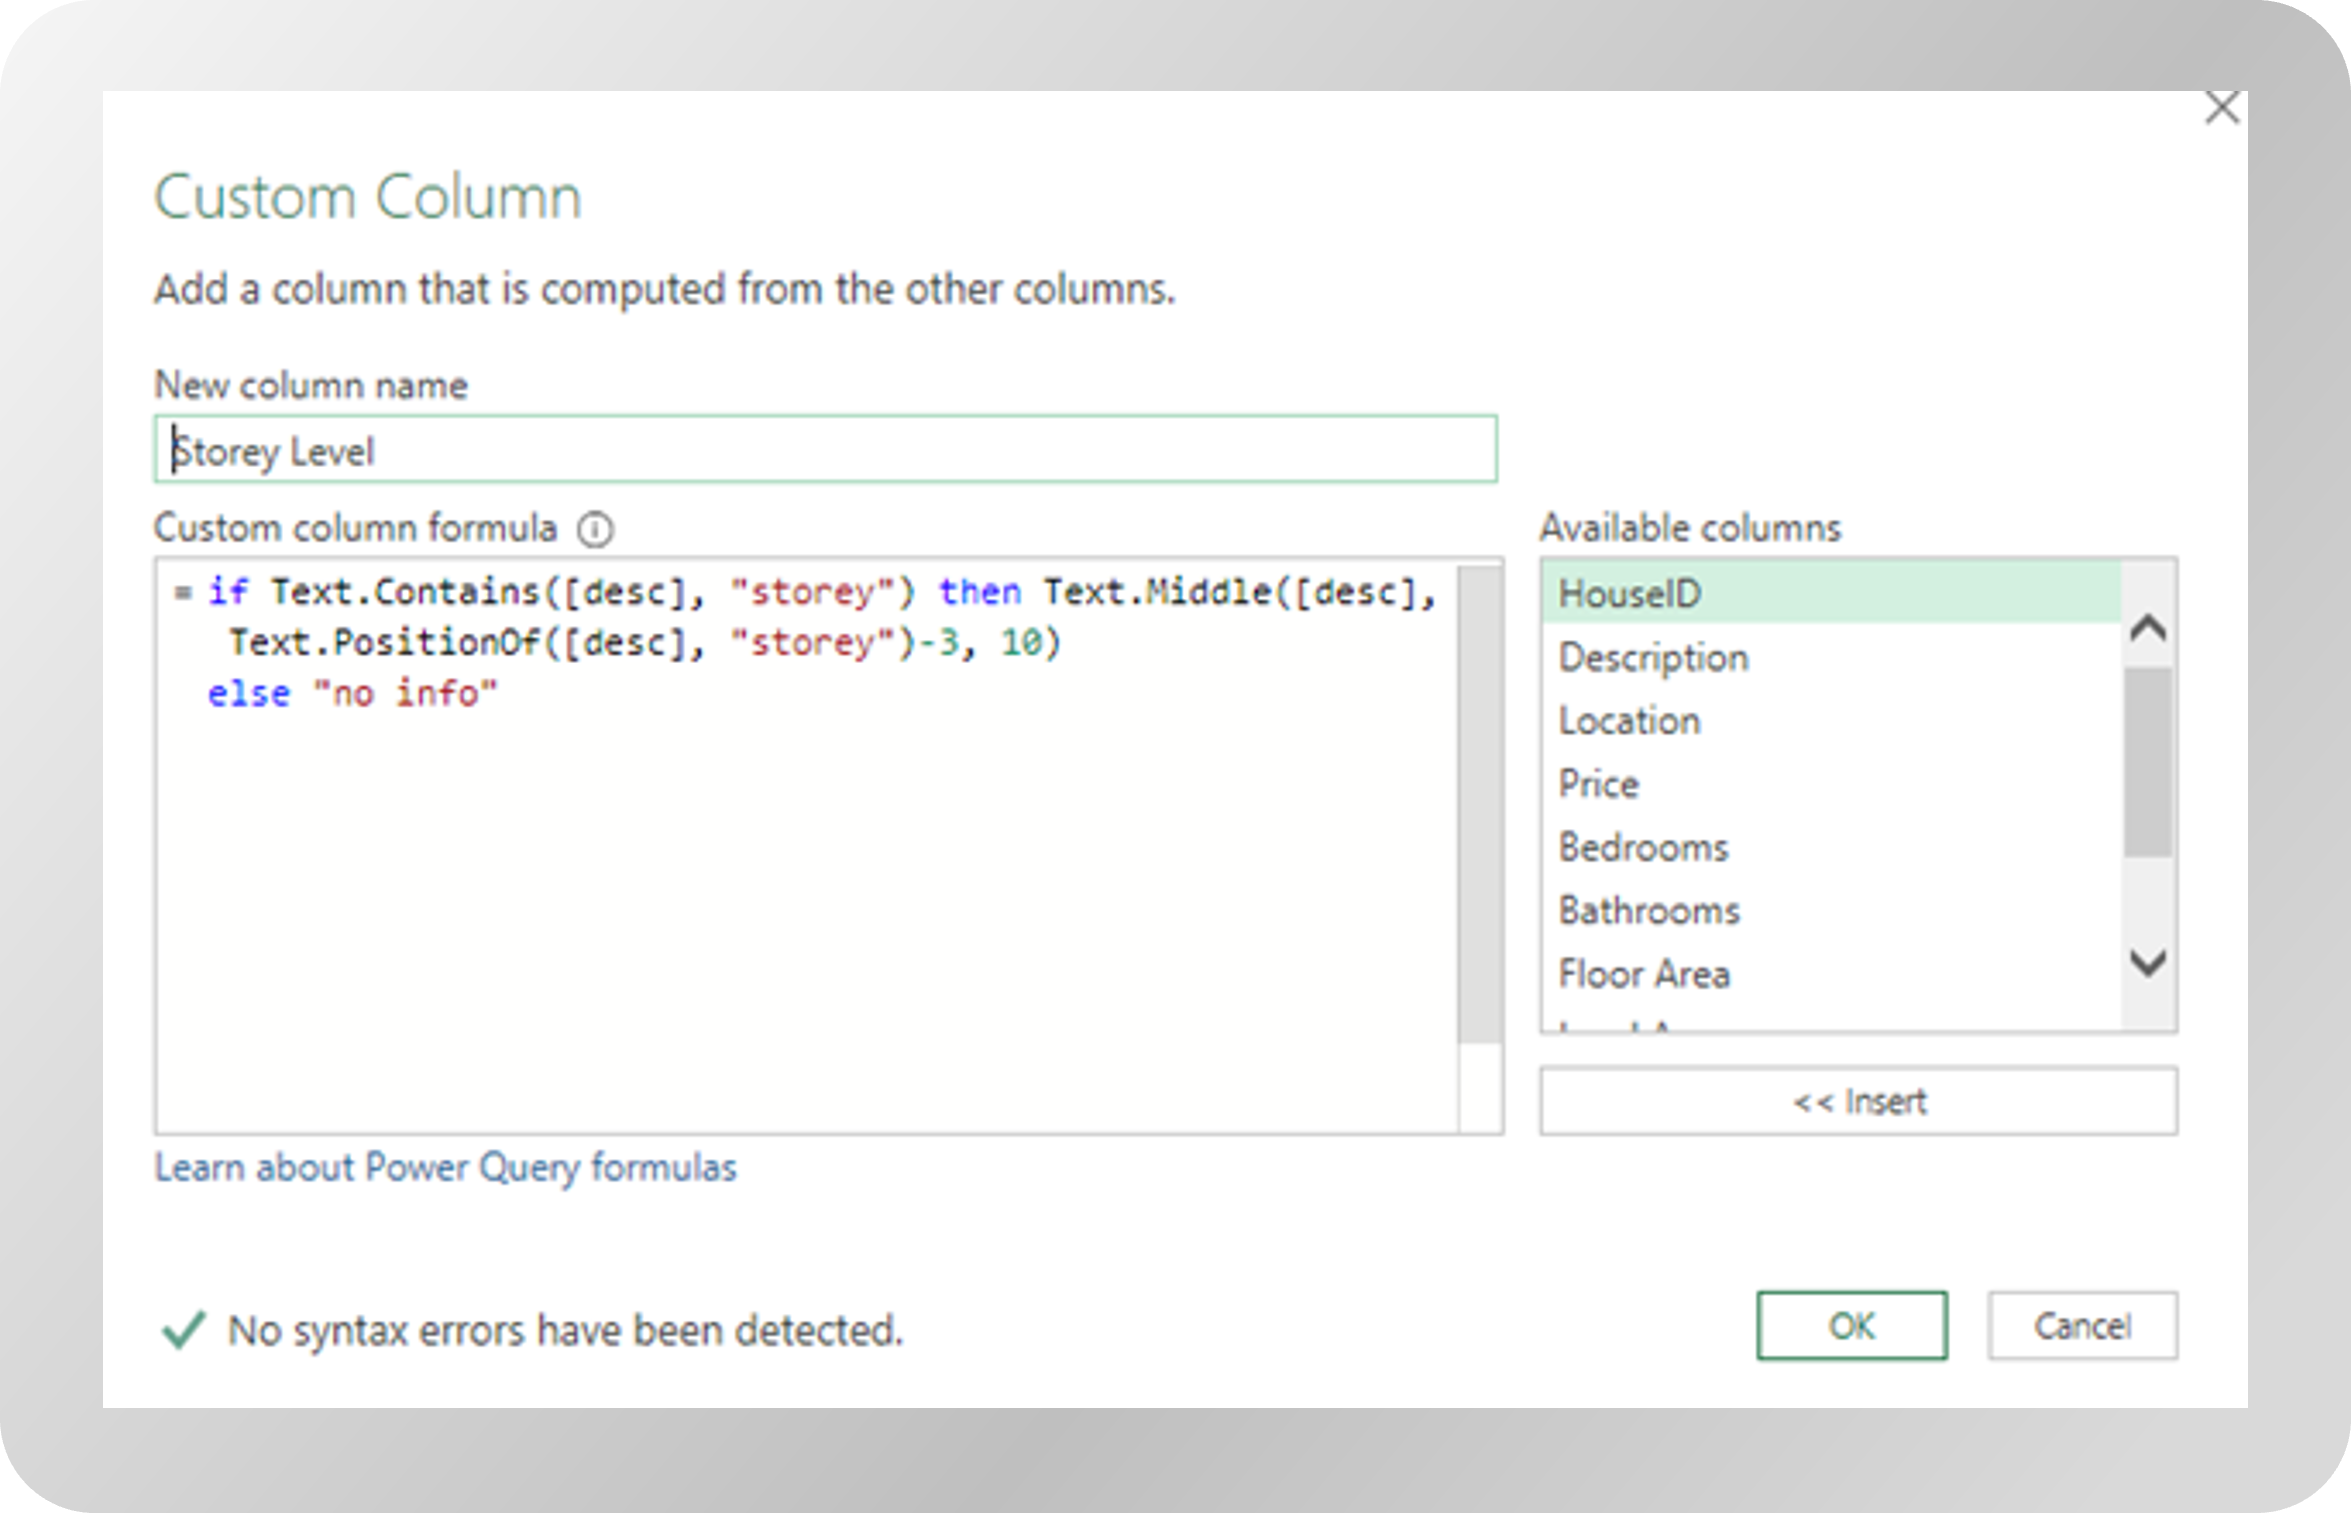 Custom Column
Add a column that is computed from the other columns.
New column name
Storey Level
Custom column formula
= if Text.Contains([desc], "storey") then Text.Middle([desc],
Text.PositionOf([desc], "storey")-3, 10)
else "no info"
Available columns
HouseID
Description
Location
Price
Bedrooms
Bathrooms
Floor Area
<< Insert
Learn about Power Query formulas
No syntax errors have been detected.
OK
Cancel